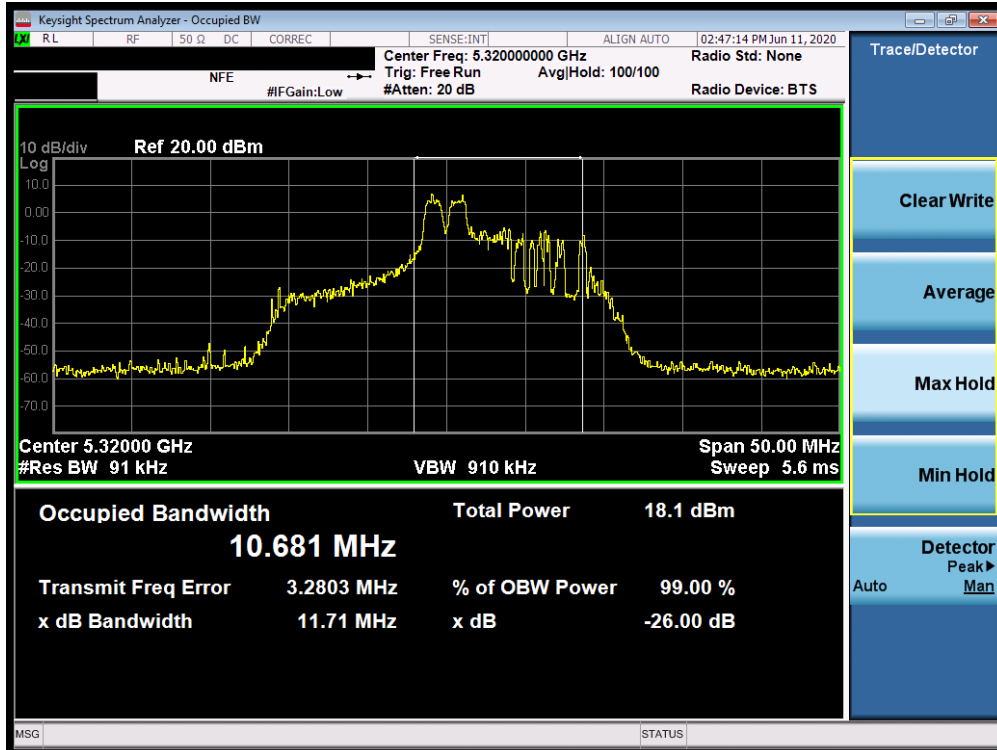 Keysight Spectrum Analyzer - Occupied BW
LXI RL RF 50 Ω DC CORREC SENSE:INT ALIGN AUTO 02:47:14 PM Jun 11, 2020
Center Freq: 5.320000000 GHz Radio Std: None
NFE Trig: Free Run Avg|Hold: 100/100
#IFGain:Low #Atten: 20 dB Radio Device: BTS
10 dB/div Ref 20.00 dBm
Log
10.0
0.00
-10.0
-20.0
-30.0
-40.0
-50.0
-60.0
-70.0
Center 5.32000 GHz Span 50.00 MHz
#Res BW 91 kHz VBW 910 kHz Sweep 5.6 ms
Occupied Bandwidth Total Power 18.1 dBm
10.681 MHz
Transmit Freq Error 3.2803 MHz % of OBW Power 99.00 %
x dB Bandwidth 11.71 MHz x dB -26.00 dB
MSG STATUS
Trace/Detector
Clear Write
Average
Max Hold
Min Hold
Detector
Peak▶
Auto Man